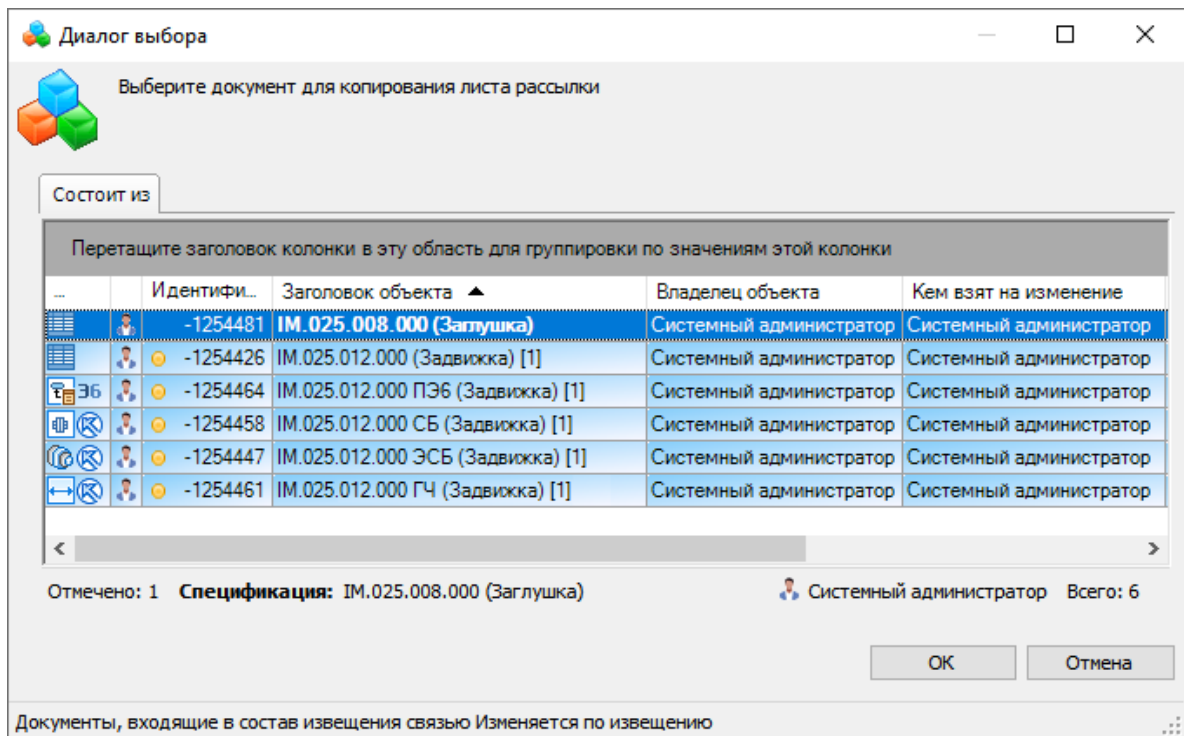 Диалог выбора
Выберите документ для копирования листа рассылки
Состоит из
Перетащите заголовок колонки в эту область для группировки по значениям этой колонки
... Идентифи... Заголовок объекта Владелец объекта Кем взят на изменение
-1254481 IM.025.008.000 (Заглушка) Системный администратор Системный администратор
-1254426 IM.025.012.000 (Задвижка) [1] Системный администратор Системный администратор
Э6 -1254464 IM.025.012.000 ПЭ6 (Задвижка) [1] Системный администратор Системный администратор
-1254458 IM.025.012.000 СБ (Задвижка) [1] Системный администратор Системный администратор
-1254447 IM.025.012.000 ЭСБ (Задвижка) [1] Системный администратор Системный администратор
-1254461 IM.025.012.000 ГЧ (Задвижка) [1] Системный администратор Системный администратор
Отмечено: 1 Спецификация: IM.025.008.000 (Заглушка) Системный администратор Всего: 6
ОК Отмена
Документы, входящие в состав извещения связью Изменяется по извещению